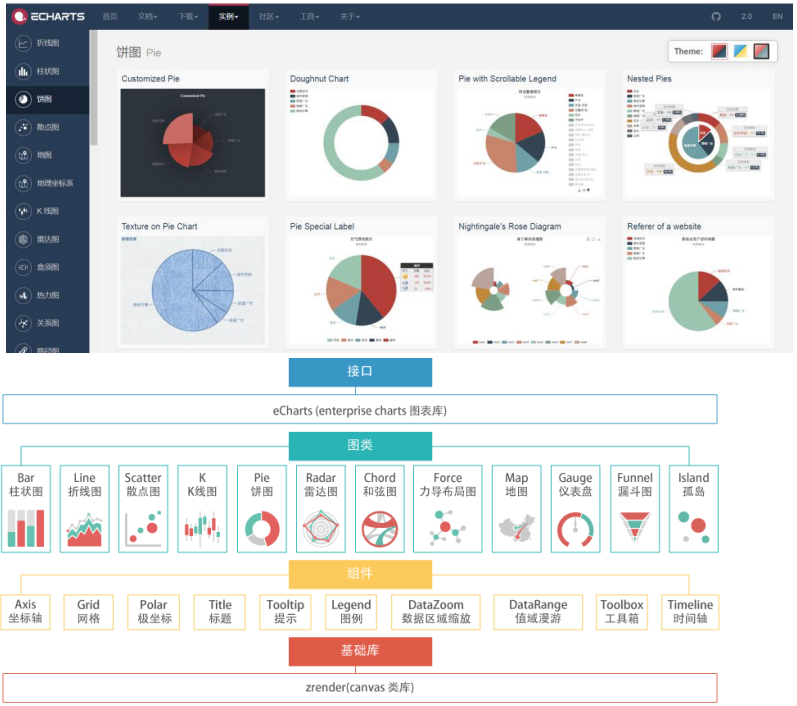 ECHARTS
首页
文档
下载
实例
社区
工具
关于
2.0
EN
折线图
柱状图
饼图
散点图
地图
地理坐标系
K 线图
雷达图
盒须图
热力图
关系图
路径图
饼图 Pie
Theme:
Customized Pie
Doughnut Chart
Pie with Scrollable Legend
Nested Pies
Customized Pie
Texture on Pie Chart
Pie Special Label
Nightingale's Rose Diagram
Referer of a website
接口
eCharts (enterprise charts 图表库)
图类
Bar
柱状图
Line
折线图
Scatter
散点图
K
K线图
Pie
饼图
Radar
雷达图
Chord
和弦图
Force
力导布局图
Map
地图
Gauge
仪表盘
Funnel
漏斗图
Island
孤岛
组件
Axis
坐标轴
Grid
网格
Polar
极坐标
Title
标题
Tooltip
提示
Legend
图例
DataZoom
数据区域缩放
DataRange
值域漫游
Toolbox
工具箱
Timeline
时间轴
基础库
zrender(canvas 类库)